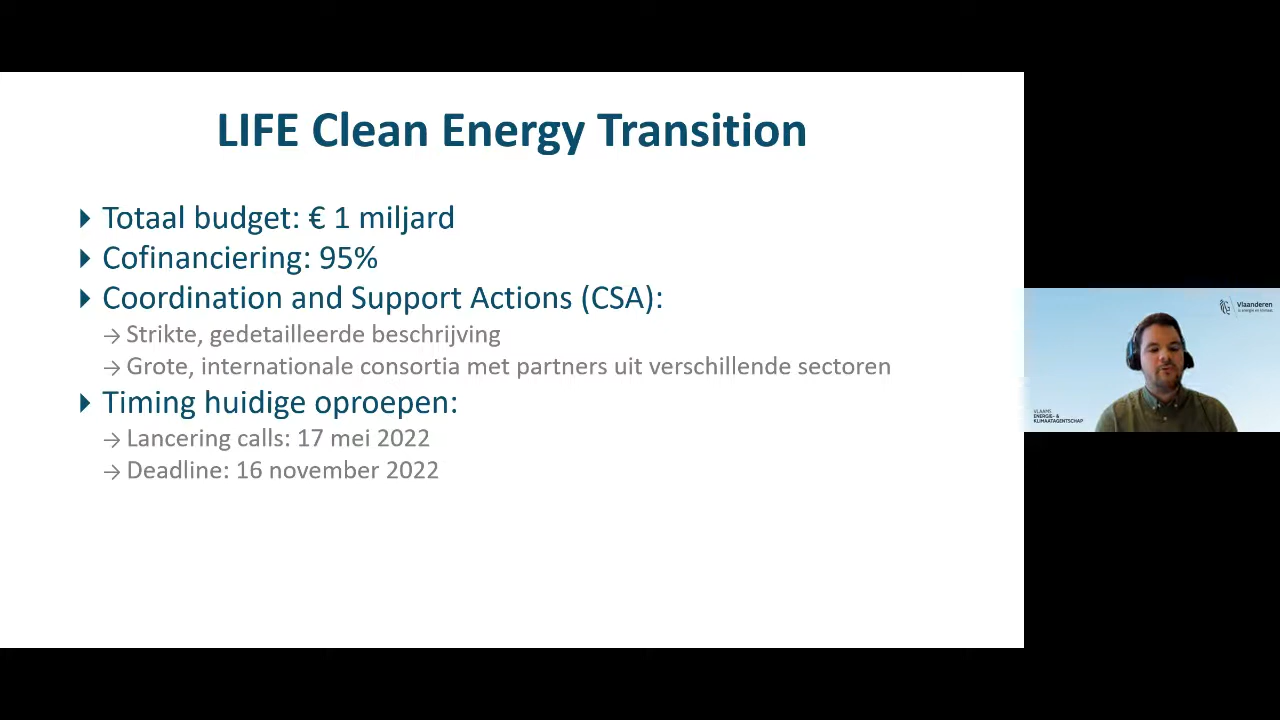 LIFE Clean Energy Transition
Totaal budget: € 1 miljard
Cofinanciering: 95%
Coordination and Support Actions (CSA):
→ Strikte, gedetailleerde beschrijving
→ Grote, internationale consortia met partners uit verschillende sectoren
Timing huidige oproepen:
→ Lancering calls: 17 mei 2022
→ Deadline: 16 november 2022
Vlaanderen
is energie en klimaat
VLAAMS
ENERGIE- &
KLIMAATAGENTSCHAP